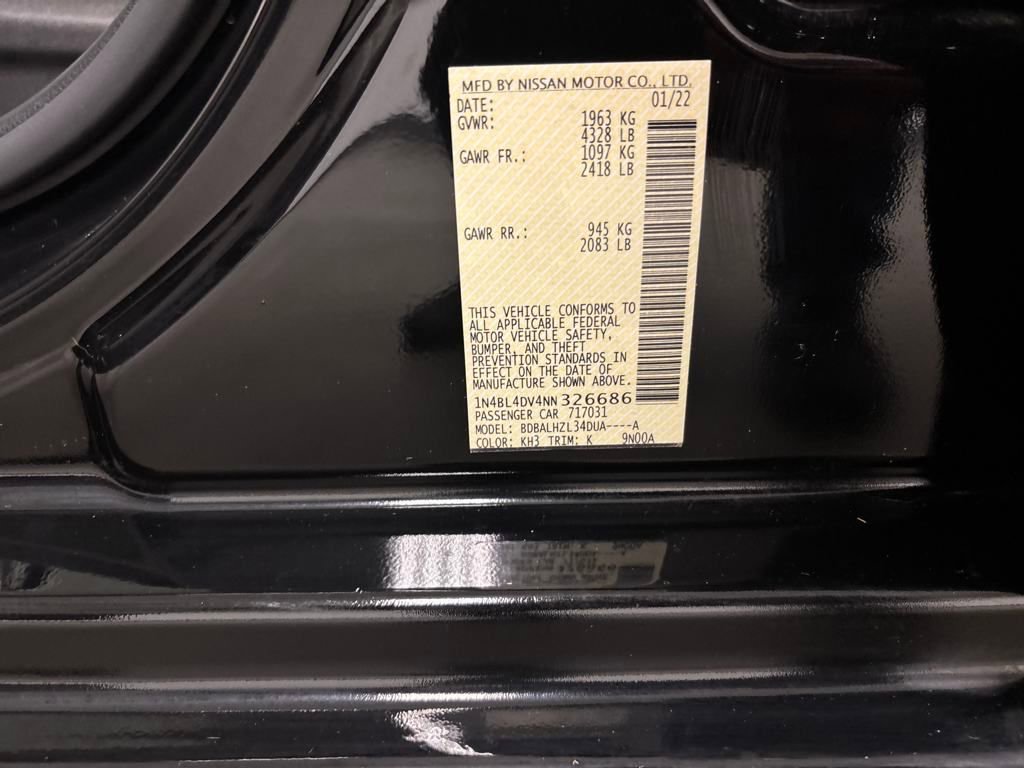 MFD BY NISSAN MOTOR CO., LTD.
DATE: 01/22
GVWR: 1963 KG
4328 LB
GAWR FR.: 1097 KG
2418 LB
GAWR RR.: 945 KG
2083 LB
THIS VEHICLE CONFORMS TO
ALL APPLICABLE FEDERAL
MOTOR VEHICLE SAFETY,
BUMPER, AND THEFT
PREVENTION STANDARDS IN
EFFECT ON THE DATE OF
MANUFACTURE SHOWN ABOVE.
1N4BL4DV4NN326686
PASSENGER CAR 717031
MODEL: BDBALHZL34DUA----A
COLOR: KH3 TRIM: K 9N00A